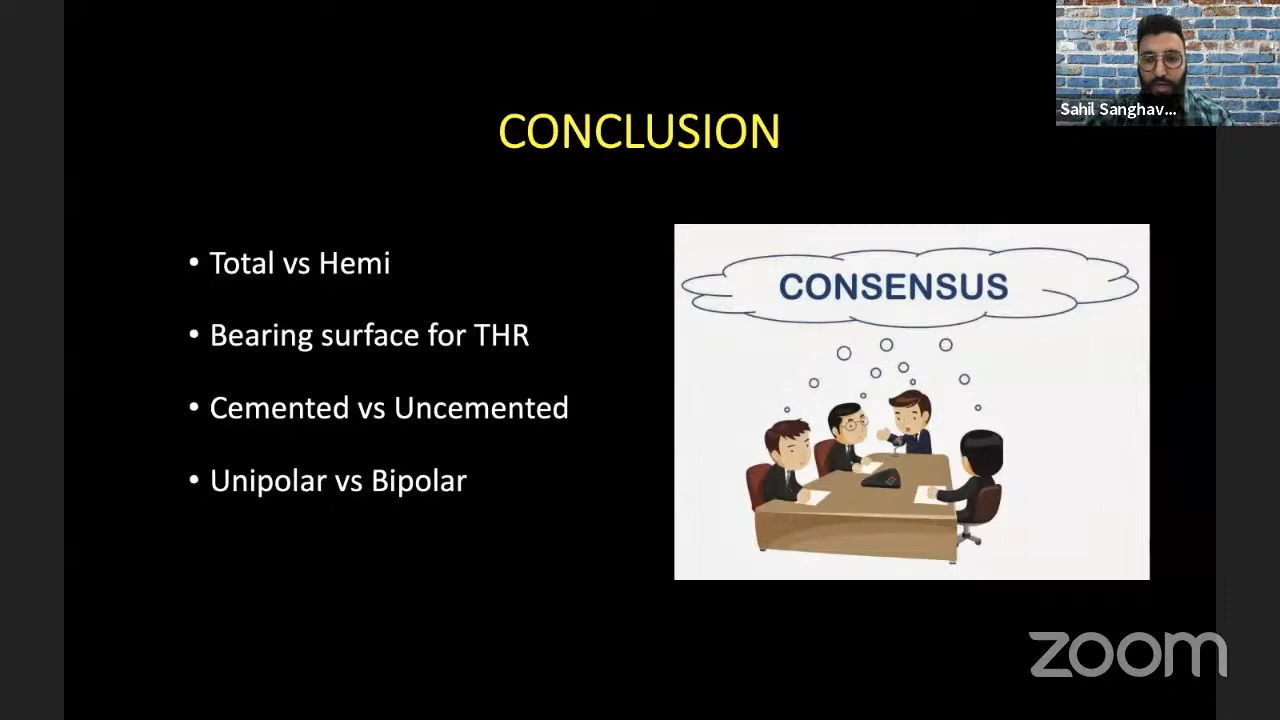 Sahil Sanghav...
CONCLUSION
• Total vs Hemi
• Bearing surface for THR
• Cemented vs Uncemented
• Unipolar vs Bipolar
CONSENSUS
zoom